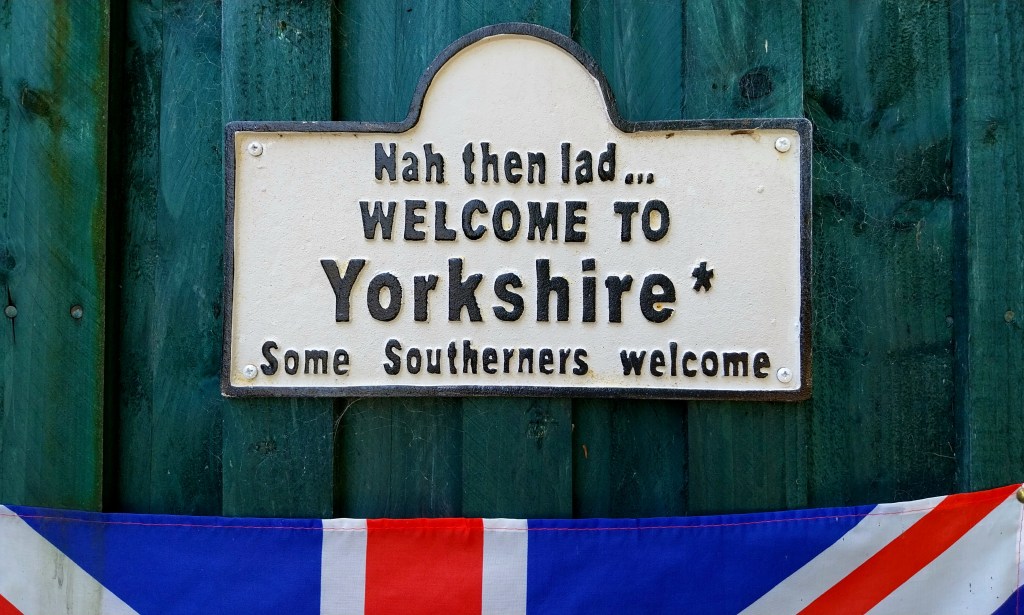 Nah then lad...
WELCOME TO
Yorkshire*
Some Southerners welcome